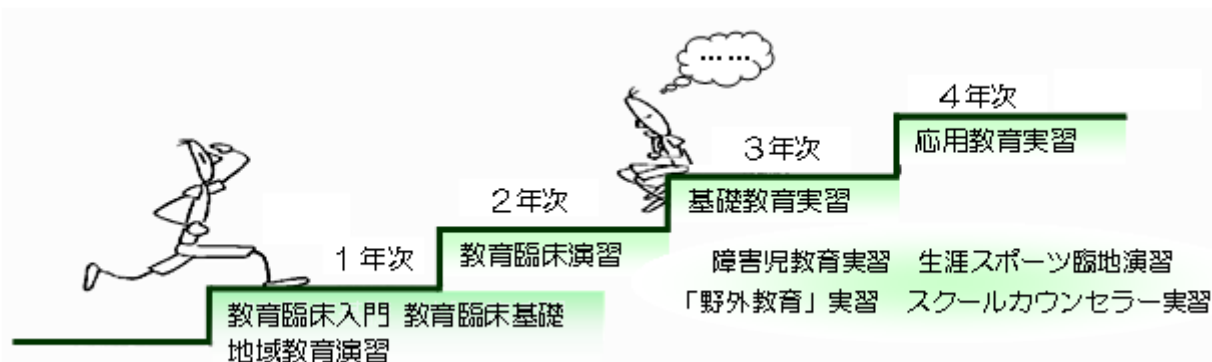 ……
4年次
応用教育実習
3年次
基礎教育実習
2年次
教育臨床演習
1年次
教育臨床入門 教育臨床基礎
地域教育演習
障害児教育実習 生涯スポーツ臨地演習
「野外教育」実習 スクールカウンセラー実習